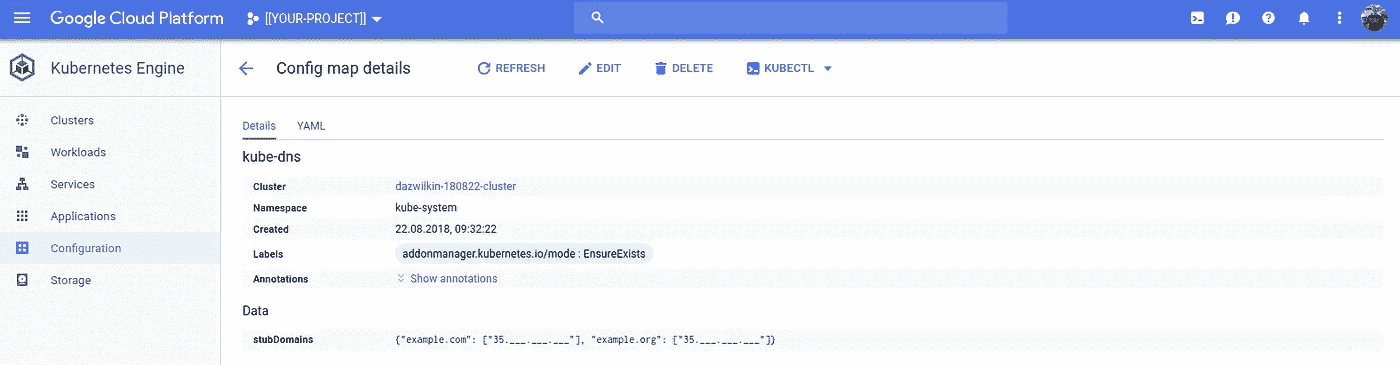 Google Cloud Platform
[[YOUR-PROJECT]]
Kubernetes Engine
Config map details
REFRESH
EDIT
DELETE
KUBECTL
Clusters
Workloads
Services
Applications
Configuration
Storage
Details YAML
kube-dns
Cluster dazwilkin-180822-cluster
Namespace kube-system
Created 22.08.2018, 09:32:22
Labels addonmanager.kubernetes.io/mode : EnsureExists
Annotations Show annotations
Data
stubDomains {"example.com": ["35.___.___.___"], "example.org": ["35.___.___.___"]}